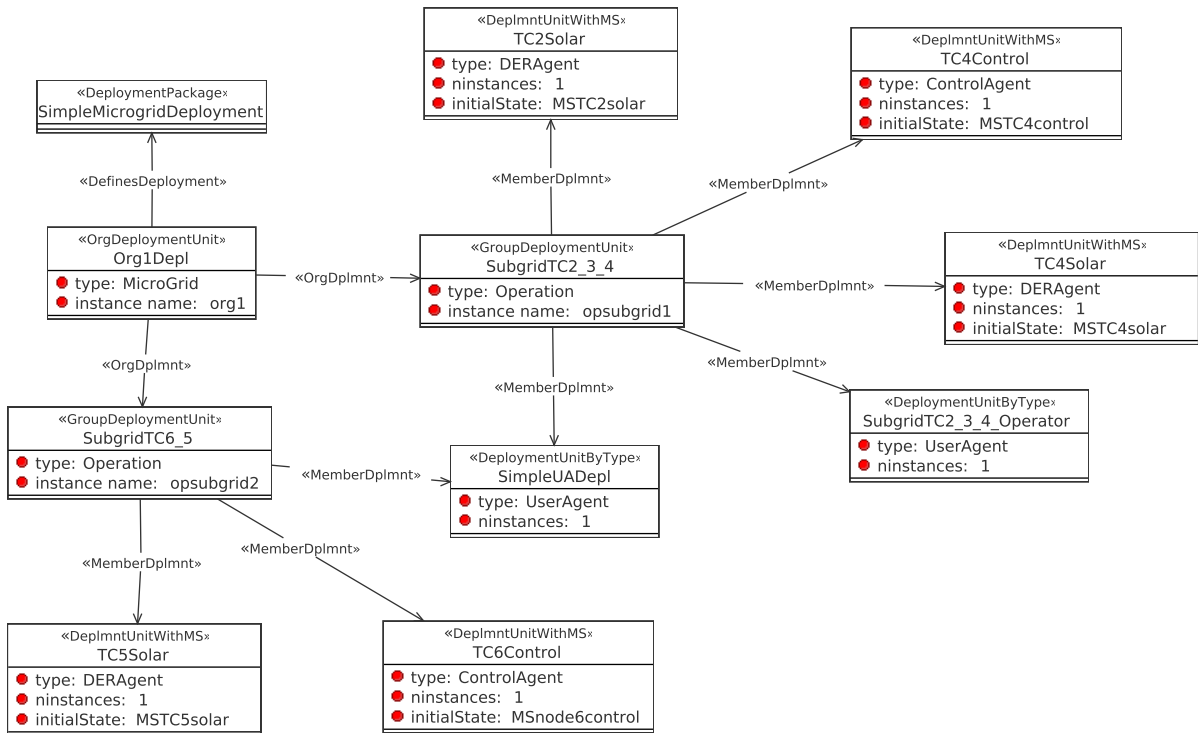 «DeplmntUnitWithMS»
TC2Solar
type: DERAgent
ninstances: 1
initialState: MSTC2solar
«DeplmntUnitWithMS»
TC4Control
type: ControlAgent
ninstances: 1
initialState: MSTC4control
«DeploymentPackage»
SimpleMicrogridDeployment
«DefinesDeployment»
«MemberDplmnt»
«MemberDplmnt»
«OrgDeploymentUnit»
Org1Depl
type: MicroGrid
instance name: org1
«OrgDplmnt»
«GroupDeploymentUnit»
SubgridTC2_3_4
type: Operation
instance name: opsubgrid1
«MemberDplmnt»
«DeplmntUnitWithMS»
TC4Solar
type: DERAgent
ninstances: 1
initialState: MSTC4solar
«OrgDplmnt»
«MemberDplmnt»
«MemberDplmnt»
«GroupDeploymentUnit»
SubgridTC6_5
type: Operation
instance name: opsubgrid2
«MemberDplmnt»
«DeploymentUnitByType»
SimpleUADepl
type: UserAgent
ninstances: 1
«DeploymentUnitByType»
SubgridTC2_3_4_Operator
type: UserAgent
ninstances: 1
«MemberDplmnt»
«MemberDplmnt»
«DeplmntUnitWithMS»
TC5Solar
type: DERAgent
ninstances: 1
initialState: MSTC5solar
«DeplmntUnitWithMS»
TC6Control
type: ControlAgent
ninstances: 1
initialState: MSnode6control